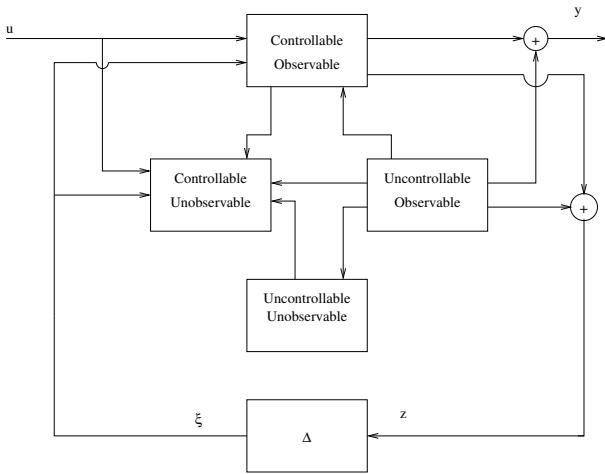 y
u
+
Controllable
Observable
Controllable
Unobservable
Uncontrollable
Observable
+
Uncontrollable
Unobservable
ξ
Δ
z